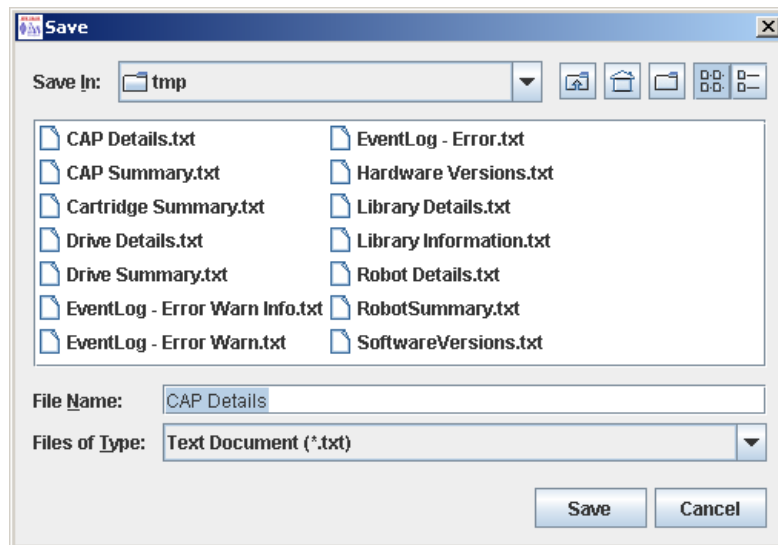 Save
Save In: tmp
CAP Details.txt
CAP Summary.txt
Cartridge Summary.txt
Drive Details.txt
Drive Summary.txt
EventLog - Error Warn Info.txt
EventLog - Error Warn.txt
EventLog - Error.txt
Hardware Versions.txt
Library Details.txt
Library Information.txt
Robot Details.txt
RobotSummary.txt
SoftwareVersions.txt
File Name: CAP Details
Files of Type: Text Document (*.txt)
Save Cancel